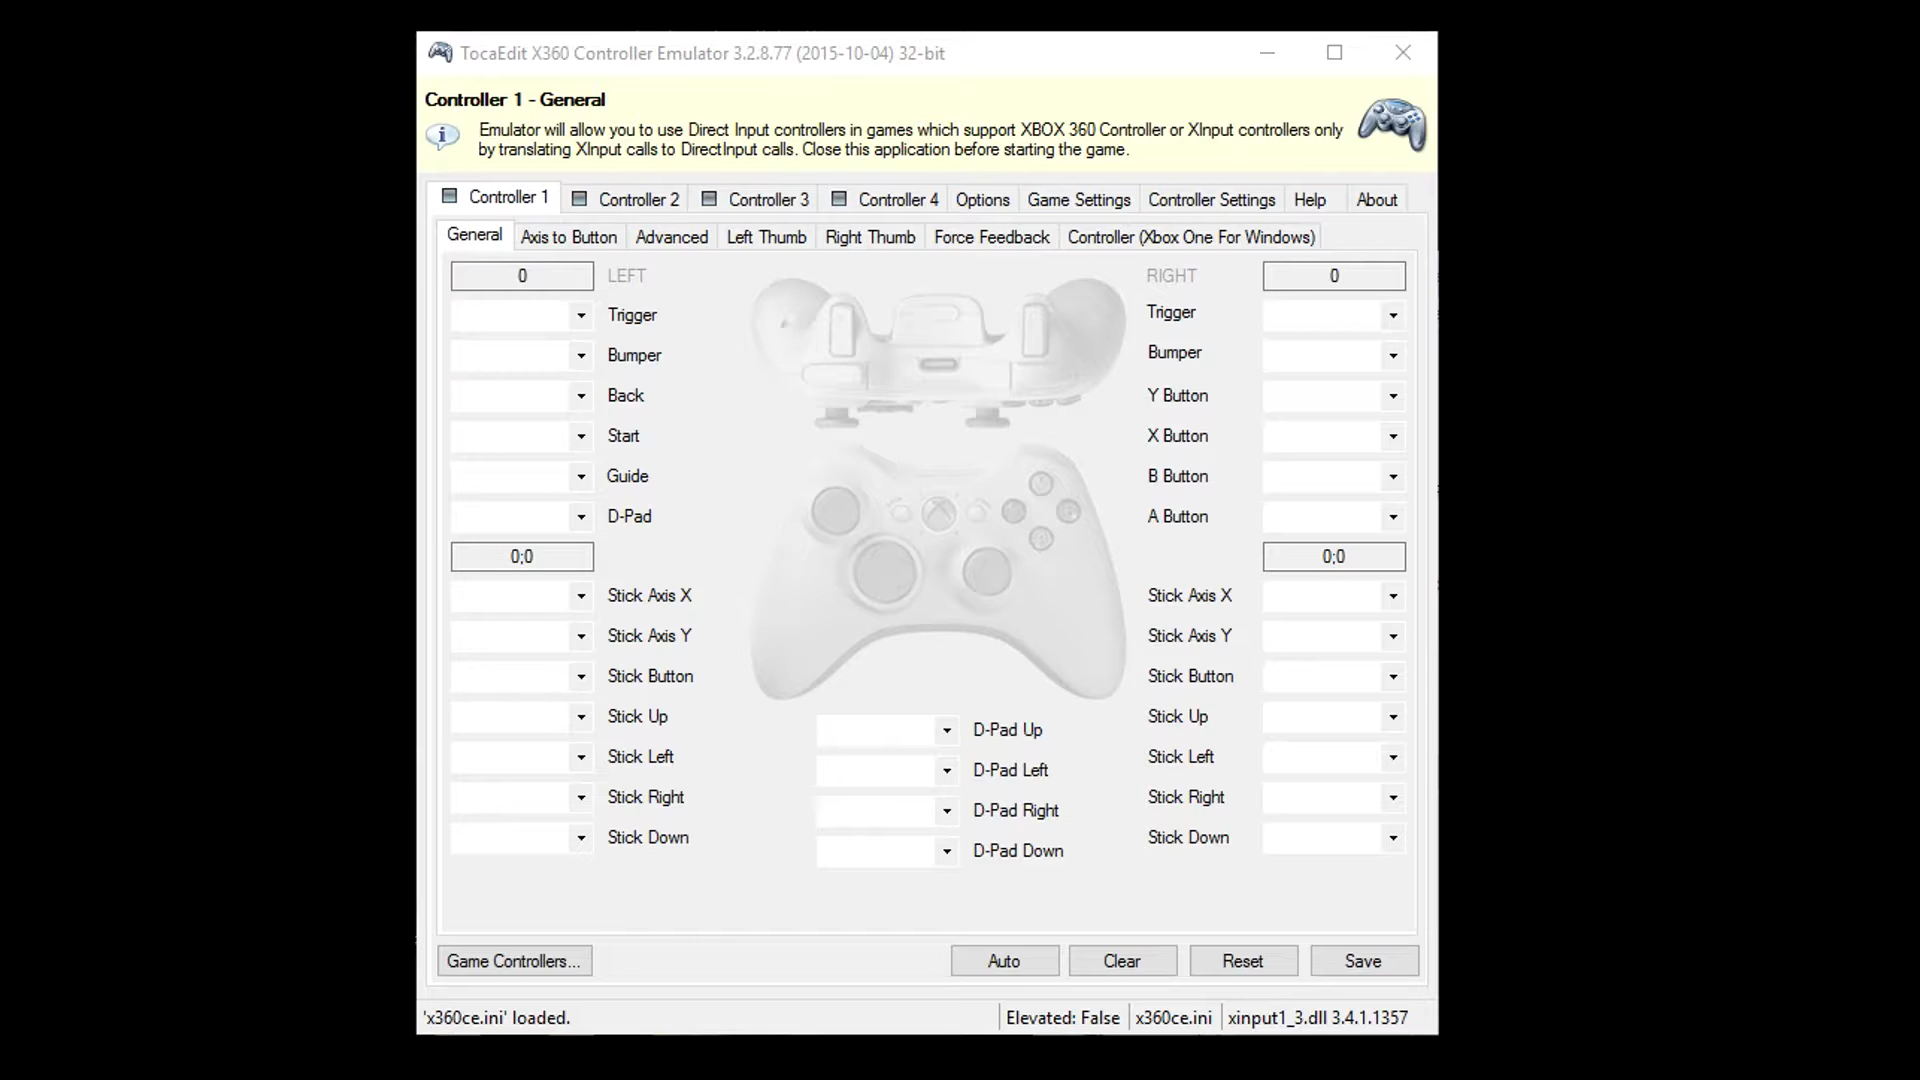 TocaEdit X360 Controller Emulator 3.2.8.77 (2015-10-04) 32-bit
Controller 1 - General
Emulator will allow you to use Direct Input controllers in games which support XBOX 360 Controller or XInput controllers only
by translating XInput calls to DirectInput calls. Close this application before starting the game.
Controller 1 Controller 2 Controller 3 Controller 4 Options Game Settings Controller Settings Help About
General Axis to Button Advanced Left Thumb Right Thumb Force Feedback Controller (Xbox One For Windows)
0 LEFT RIGHT 0
Trigger Trigger
Bumper Bumper
Back Y Button
Start X Button
Guide B Button
D-Pad A Button
0;0 0;0
Stick Axis X Stick Axis X
Stick Axis Y Stick Axis Y
Stick Button Stick Button
Stick Up D-Pad Up Stick Up
Stick Left D-Pad Left Stick Left
Stick Right D-Pad Right Stick Right
Stick Down D-Pad Down Stick Down
Game Controllers... Auto Clear Reset Save
'x360ce.ini' loaded. Elevated: False x360ce.ini xinput1_3.dll 3.4.1.1357